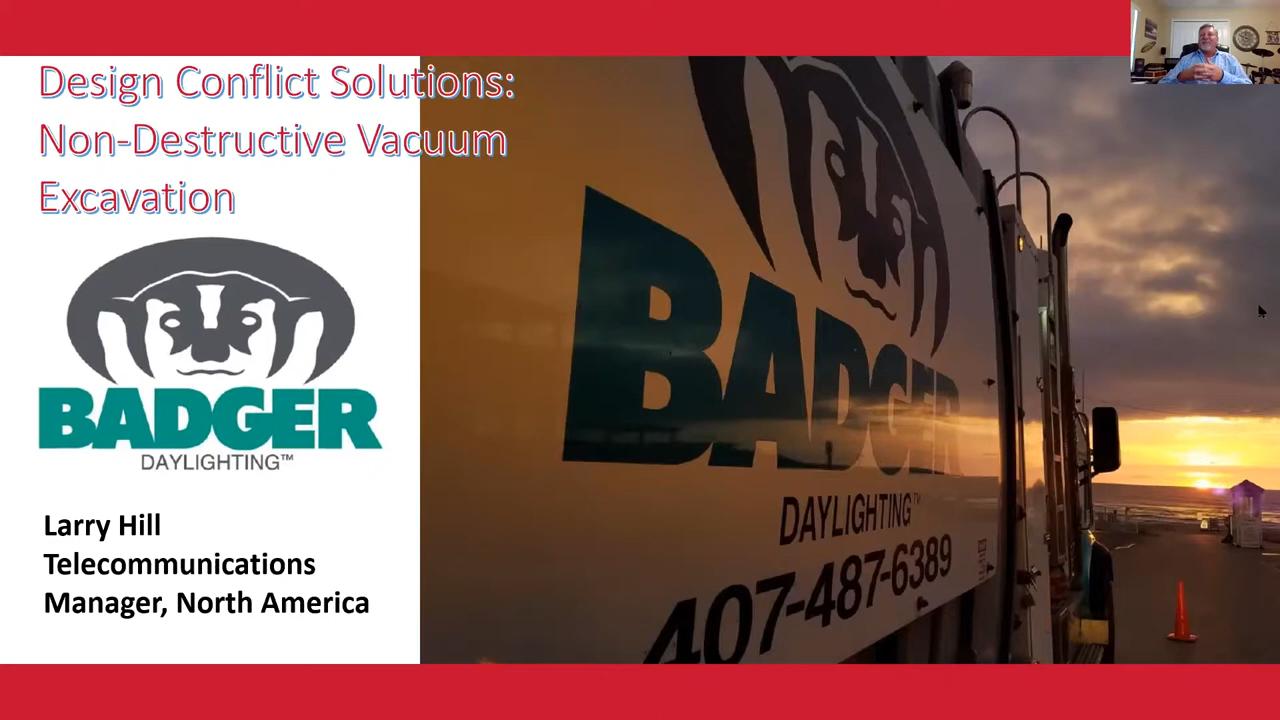 Design Conflict Solutions:
Non-Destructive Vacuum
Excavation
BADGER
DAYLIGHTING™
Larry Hill
Telecommunications
Manager, North America
BADGER
DAYLIGHTING™
407-487-6389